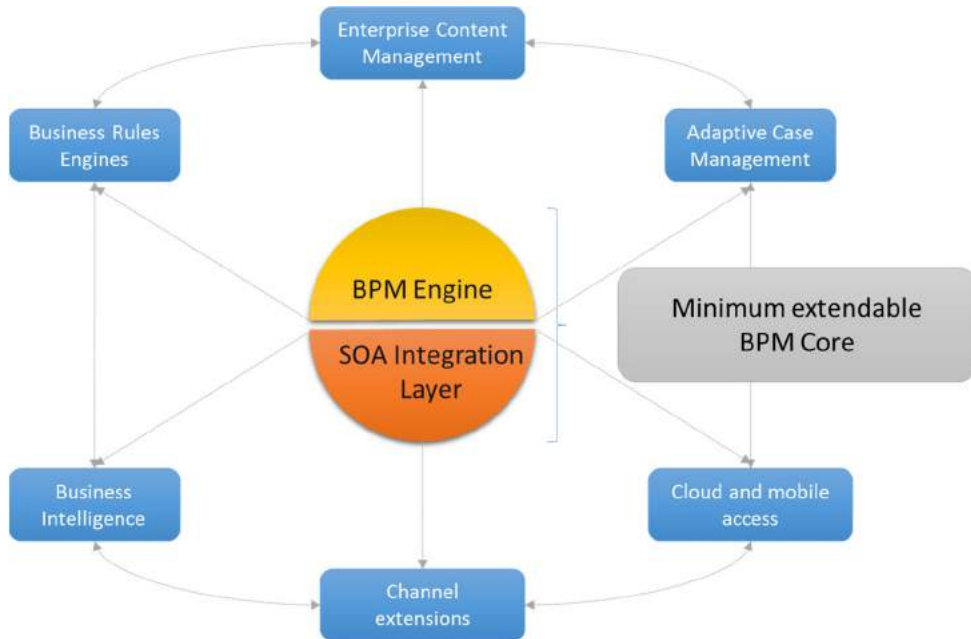 Enterprise Content
Management
Business Rules
Engines
Adaptive Case
Management
BPM Engine
SOA Integration
Layer
Minimum extendable
BPM Core
Business
Intelligence
Cloud and mobile
access
Channel
extensions